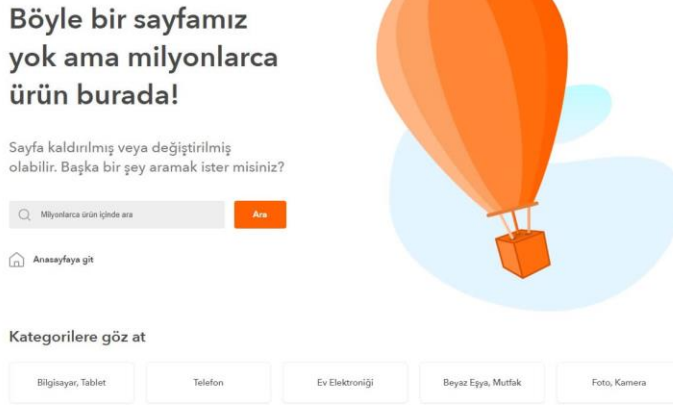 Böyle bir sayfamız
yok ama milyonlarca
ürün burada!
Sayfa kaldırılmış veya değiştirilmiş
olabilir. Başka bir şey aramak ister misiniz?
Milyonlarca ürün içinde ara
Ara
Anasayfaya git
Kategorilere göz at
Bilgisayar, Tablet
Telefon
Ev Elektroniği
Beyaz Eşya, Mutfak
Foto, Kamera